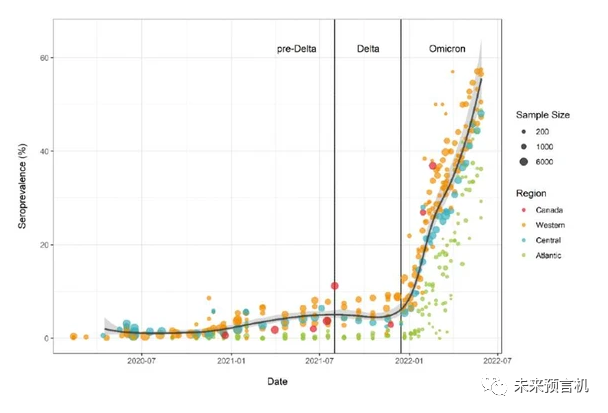 pre-Delta Delta Omicron
60
40
20
0
Seroprevalence (%)
2020-07 2021-01 2021-07 2022-01 2022-07
Date
Sample Size
200
1000
6000
Region
Canada
Western
Central
Atlantic
未来预言机